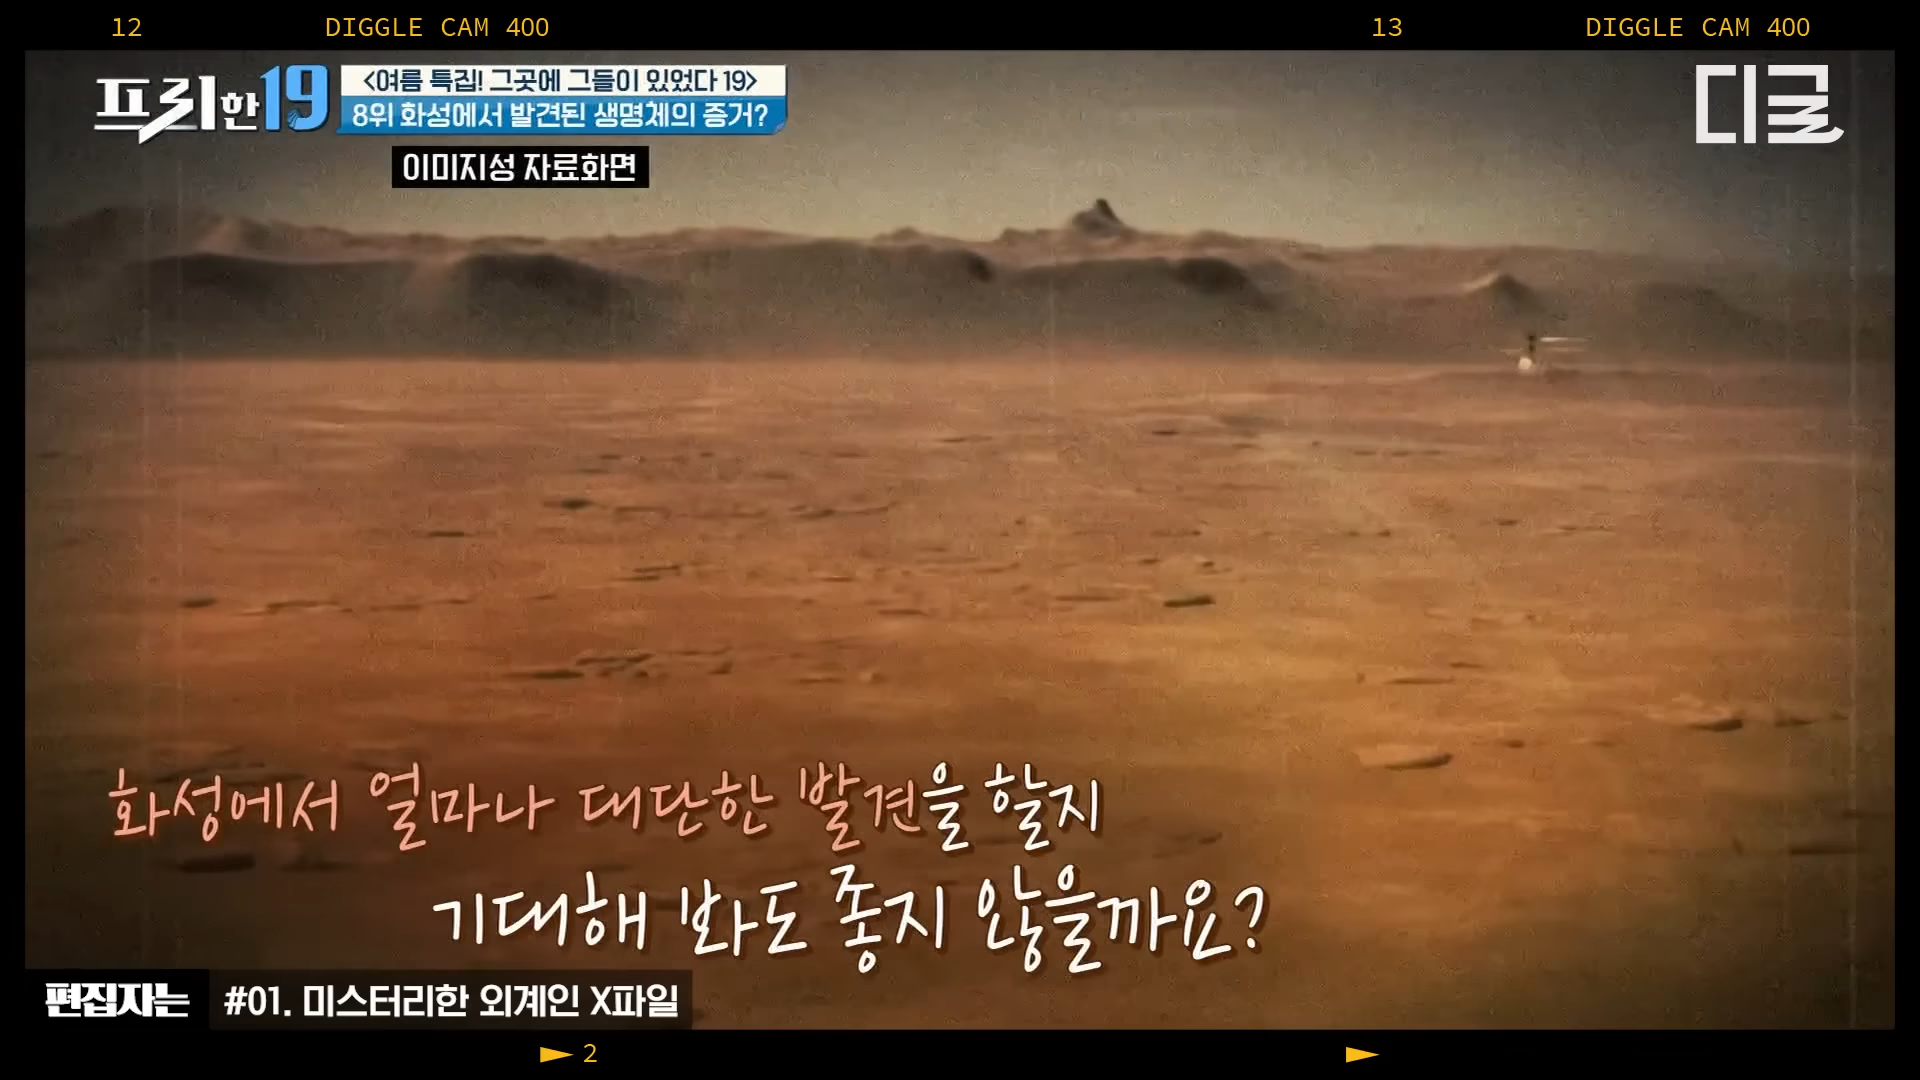 12 DIGGLE CAM 400 13 DIGGLE CAM 400
프리한19
<여름 특집! 그곳에 그들이 있었다 19>
8위 화성에서 발견된 생명체의 증거?
디글
이미지성 자료화면
화성에서 얼마나 대단한 발견을 할지
기대해 봐도 좋지 않을까요?
편집자는 #01. 미스터리한 외계인 X파일
2